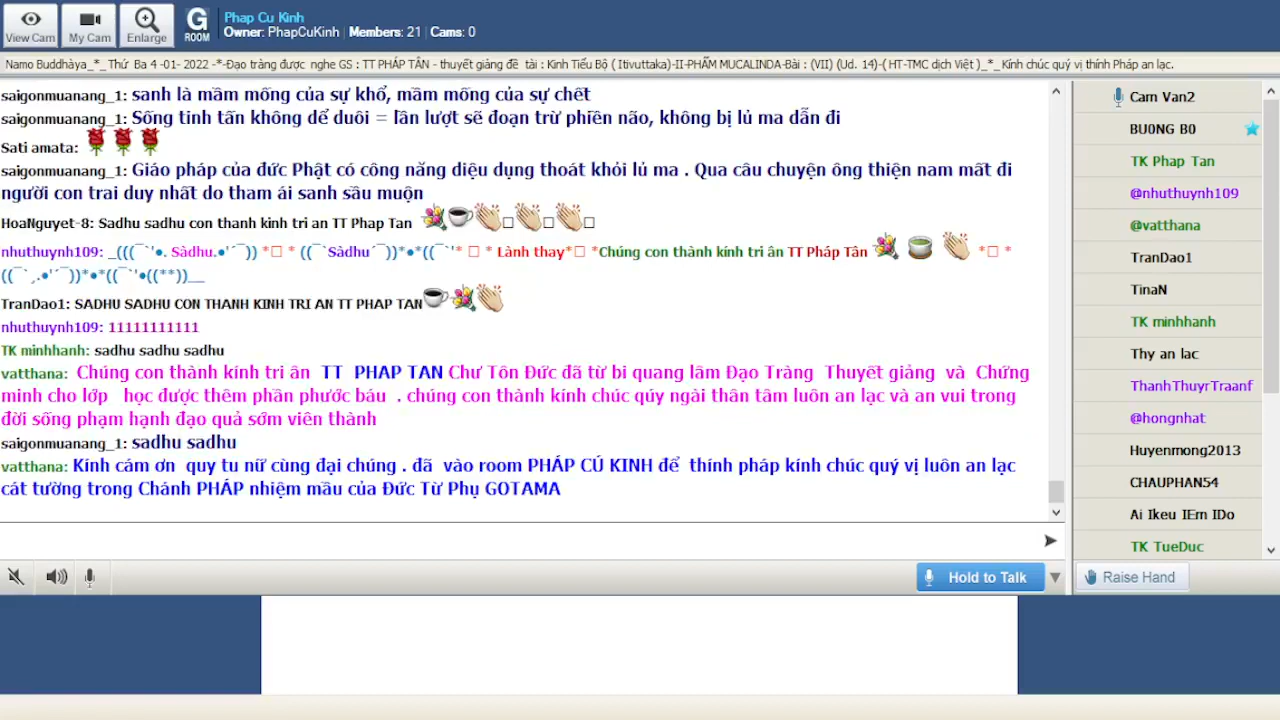 View Cam
My Cam
Enlarge
G
ROOM
Phap Cu Kinh
Owner: PhapCuKinh | Members: 21 | Cams: 0
Namo Buddhàya_*_Thứ Ba 4 -01- 2022 -*-Đạo tràng được nghe GS : TT PHÁP TÂN - thuyết giảng đề tài : Kinh Tiểu Bộ ( Itivuttaka)-II-PHẨM MUCALINDA-Bài : (VII) (Ud. 14)-( HT-TMC dịch Việt )_*_Kính chúc quý vị thính Pháp an lạc.
saigonmuanang_1: sanh là mầm mống của sự khổ, mầm mống của sự chết
saigonmuanang_1: Sống tinh tấn không dể duôi = lần lượt sẽ đoạn trừ phiền não, không bị lủ ma dẫn đi
Sati amata:
saigonmuanang_1: Giáo pháp của đức Phật có công năng diệu dụng thoát khỏi lủ ma . Qua câu chuyện ông thiện nam mất đi
người con trai duy nhất do tham ái sanh sầu muộn
HoaNguyet-8: Sadhu sadhu con thanh kinh tri an TT Phap Tan
nhuthuynh109: _(((¯`'•. Sàdhu.•'´¯)) *□ * ((¯`Sàdhu´¯))*•*((¯`'* □ * Lành thay*□ *Chúng con thành kính tri ân TT Pháp Tân *□ *
((¯`¸.•'´¯))*•*((¯`'•((**))__
TranDao1: SADHU SADHU CON THANH KINH TRI AN TT PHAP TAN
nhuthuynh109: 11111111111
TK minhhanh: sadhu sadhu sadhu
vatthana: Chúng con thành kính tri ân TT PHAP TAN Chư Tôn Đức đã từ bi quang lâm Đạo Tràng Thuyết giảng và Chứng
minh cho lớp học được thêm phần phước báu . chúng con thành kính chúc qúy ngài thân tâm luôn an lạc và an vui trong
đời sống phạm hạnh đạo quả sớm viên thành
saigonmuanang_1: sadhu sadhu
vatthana: Kính cám ơn quy tu nữ cùng đại chúng . đã vào room PHÁP CÚ KINH để thính pháp kính chúc quý vị luôn an lạc
cát tường trong Chánh PHÁP nhiệm mầu của Đức Từ Phụ GOTAMA
Cam Van2
BU0NG B0
TK Phap Tan
@nhuthuynh109
@vatthana
TranDao1
TinaN
TK minhhanh
Thy an lac
ThanhThuyrTraanf
@hongnhat
Huyenmong2013
CHAUPHAN54
Ai Ikeu IEm IDo
TK TueDuc
Hold to Talk
Raise Hand